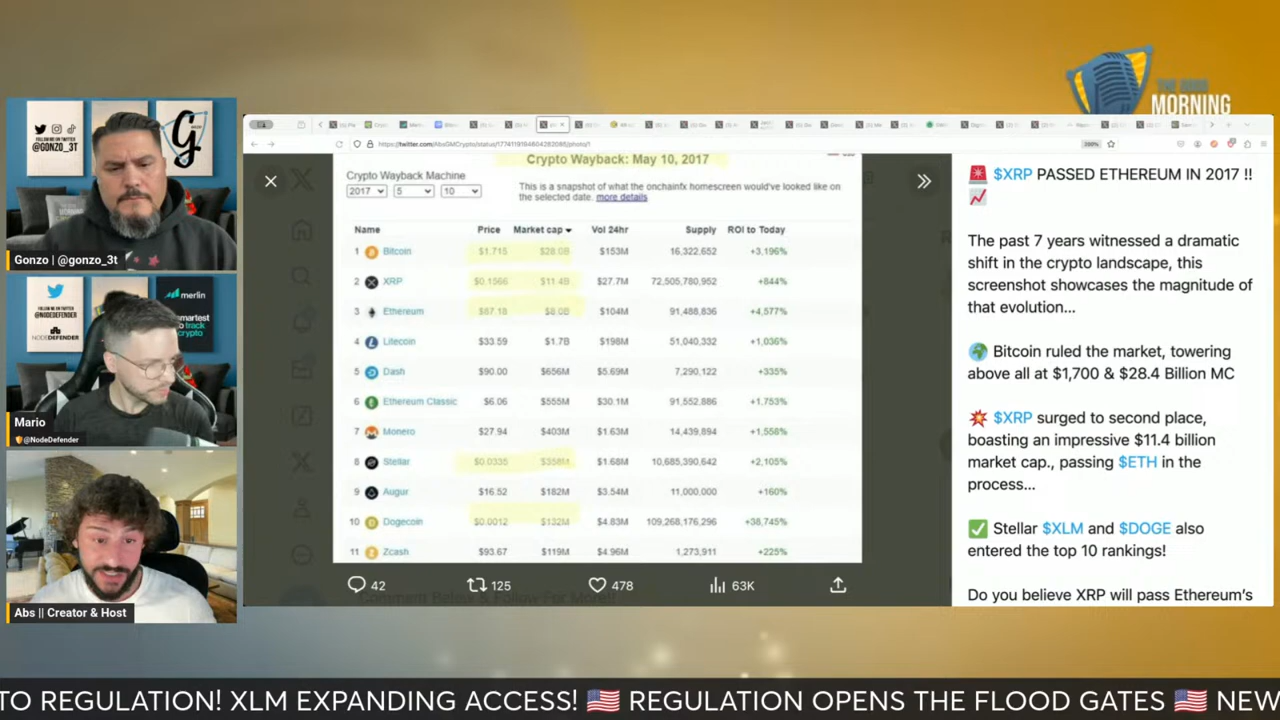 MORNING
FOLLOW ME ON TWITTER
@GONZO_3T
Gonzo | @gonzo_3t
FOLLOW ME ON TWITTER
@NODEDEFENDER
NODEDEFENDER
merlin
smartest
to track
crypto
Mario
@NodeDefender
Abs || Creator & Host
Crypto Wayback: May 10, 2017
Crypto Wayback Machine
2017 5 10
This is a snapshot of what the onchainfx homescreen would've looked like
on the selected date. more details
Name Price Market cap Vol 24hr Supply ROI to Today
1 Bitcoin $1,715 $28.0B $153M 16,322,652 +3,196%
2 XRP $0.1566 $11.4B $27.7M 72,505,780,952 +844%
3 Ethereum $87.18 $8.0B $104M 91,488,836 +4,577%
4 Litecoin $33.59 $1.7B $198M 51,040,332 +1,036%
5 Dash $90.00 $656M $5.69M 7,290,122 +335%
6 Ethereum Classic $6.06 $555M $30.1M 91,552,886 +1,753%
7 Monero $27.94 $403M $1.63M 14,439,894 +1,558%
8 Stellar $0.0335 $358M $1.68M 10,685,390,642 +2,105%
9 Augur $16.52 $182M $3.54M 11,000,000 +160%
10 Dogecoin $0.0012 $132M $4.83M 109,268,176,296 +38,745%
11 Zcash $93.67 $119M $4.96M 1,273,911 +225%
42 125 478 63K
$XRP PASSED ETHEREUM IN 2017 !!
The past 7 years witnessed a dramatic
shift in the crypto landscape, this
screenshot showcases the magnitude of
that evolution...
Bitcoin ruled the market, towering
above all at $1,700 & $28.4 Billion MC
$XRP surged to second place,
boasting an impressive $11.4 billion
market cap., passing $ETH in the
process...
Stellar $XLM and $DOGE also
entered the top 10 rankings!
Do you believe XRP will pass Ethereum's
TO REGULATION! XLM EXPANDING ACCESS! 🇺🇸 REGULATION OPENS THE FLOOD GATES 🇺🇸 NEW